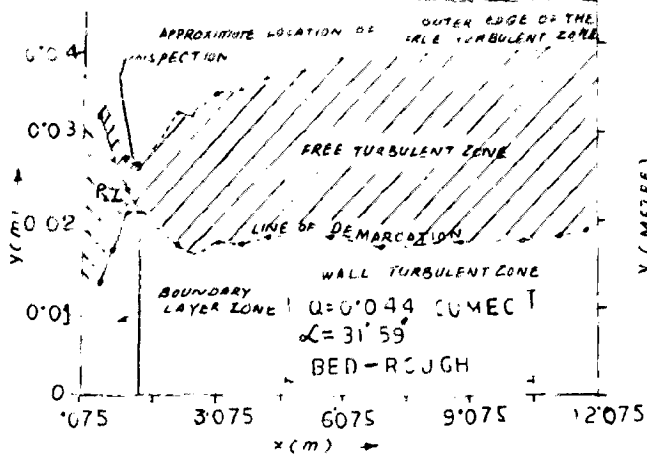 APPROXIMATE LOCATION OF
INSPECTION
OUTER EDGE OF THE
FREE TURBULENT ZONE
0.04
0.03
0.02
0.01
0
y(m)
FREE TURBULENT ZONE
LINE OF DEMARCATION
WALL TURBULENT ZONE
BOUNDARY
LAYER ZONE
Q=0.044 CUMEC
α=31°59'
BED-ROUGH
.075 3.075 6.075 9.075 12.075
x(m)